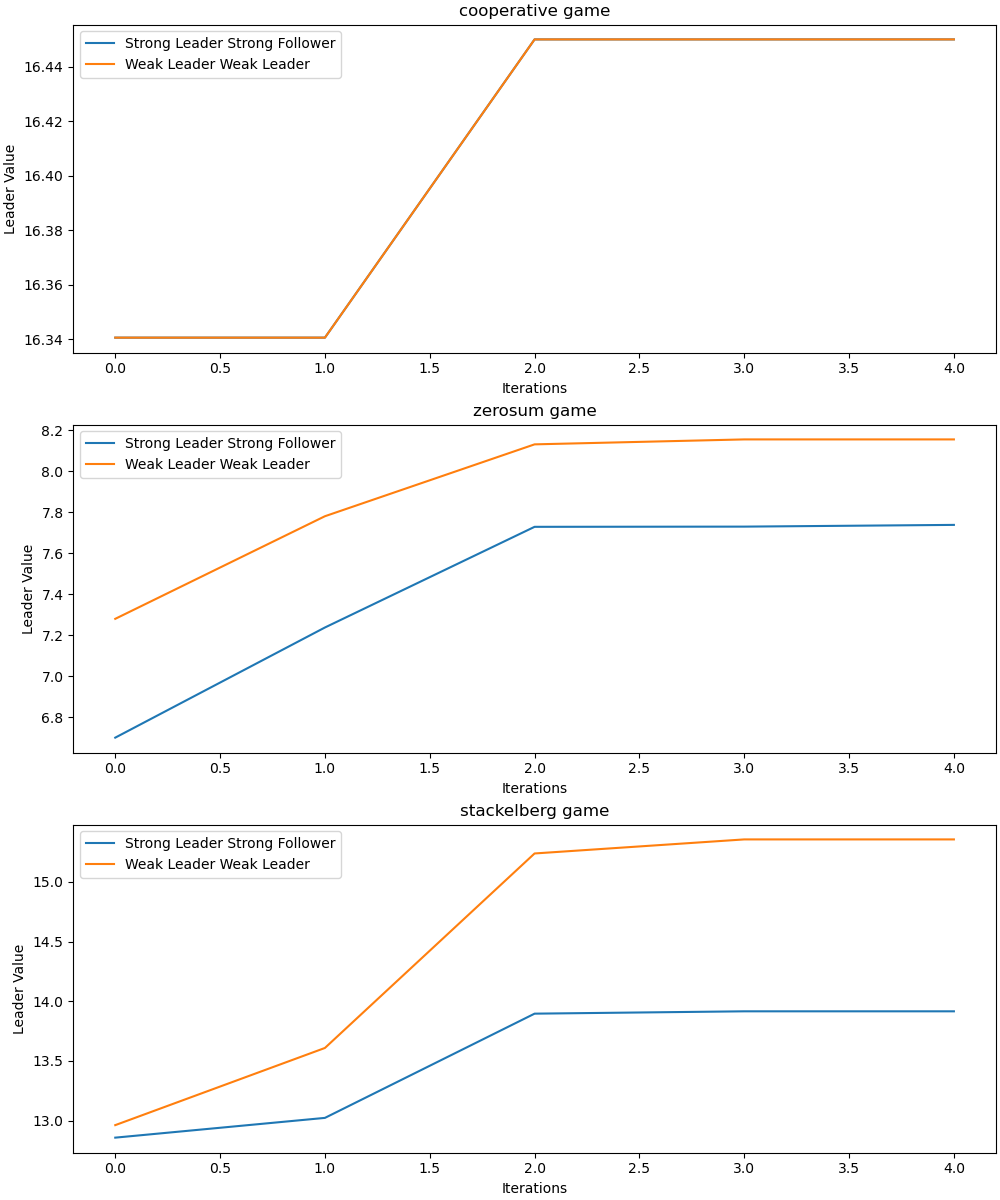 cooperative game
Strong Leader Strong Follower
Weak Leader Weak Leader
16.44
16.42
16.40
16.38
16.36
16.34
Leader Value
0.0 0.5 1.0 1.5 2.0 2.5 3.0 3.5 4.0
Iterations
zerosum game
Strong Leader Strong Follower
Weak Leader Weak Leader
8.2
8.0
7.8
7.6
7.4
7.2
7.0
6.8
Leader Value
0.0 0.5 1.0 1.5 2.0 2.5 3.0 3.5 4.0
Iterations
stackelberg game
Strong Leader Strong Follower
Weak Leader Weak Leader
15.0
14.5
14.0
13.5
13.0
Leader Value
0.0 0.5 1.0 1.5 2.0 2.5 3.0 3.5 4.0
Iterations